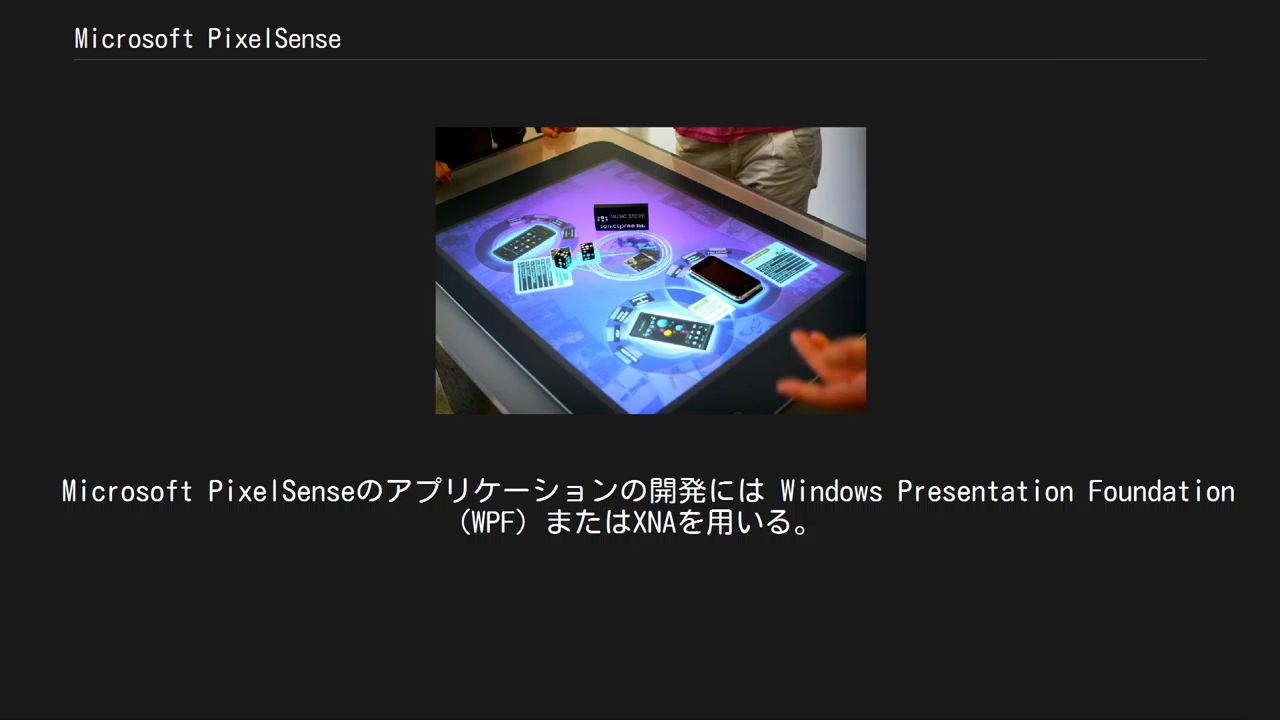 Microsoft PixelSense
MUSIC STORE
Microsoft PixelSenseのアプリケーションの開発には Windows Presentation Foundation
（WPF）またはXNAを用いる。